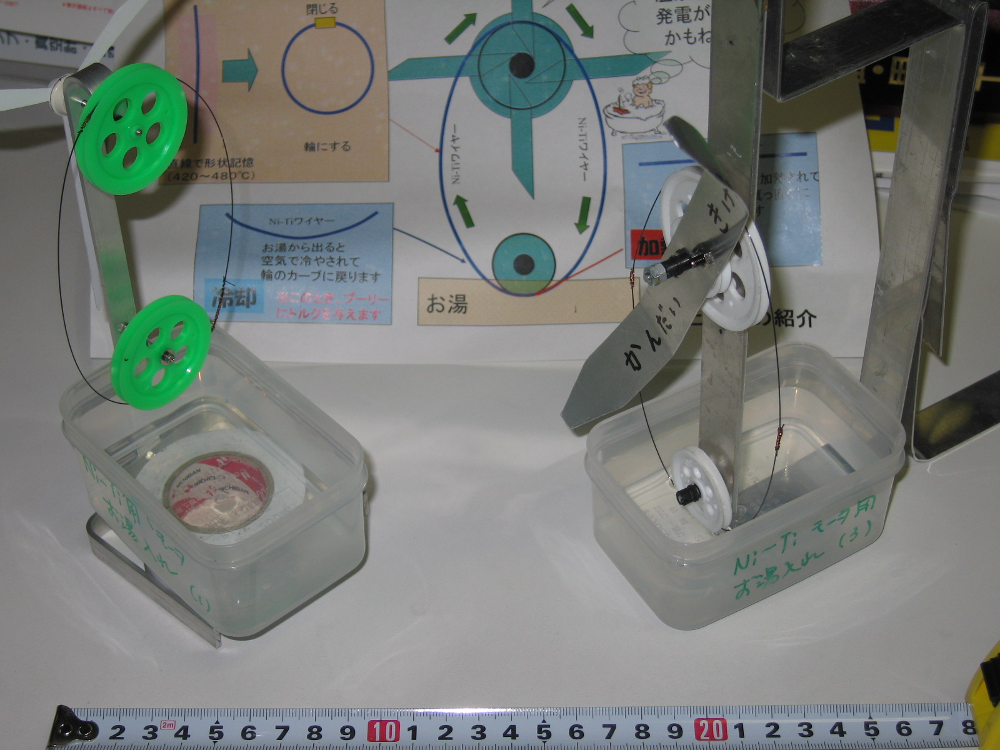 閉じる
輪にする
直線で形状記憶
(420～480℃)
発電が
かもね
Ni-Tiワイヤー
Ni-Tiワイヤー
Ni-Tiワイヤー
お湯から出ると
空気で冷やされて
輪のカーブに戻ります
冷却
※このとき、プーリー
にトルクを与えます
お湯
加熱されて
す
加
の紹介
かんだい
きけ
NICHIBAN
NICHIBAN
Ni-Ti モータ用
お湯入れ (1)
Ni-Ti モータ用
お湯入れ (3)
2 3 2m 4 5 6 7 8 9 10 1 2 3 4 5 6 7 8 9 20 1 2 3 4 5 6 7 8